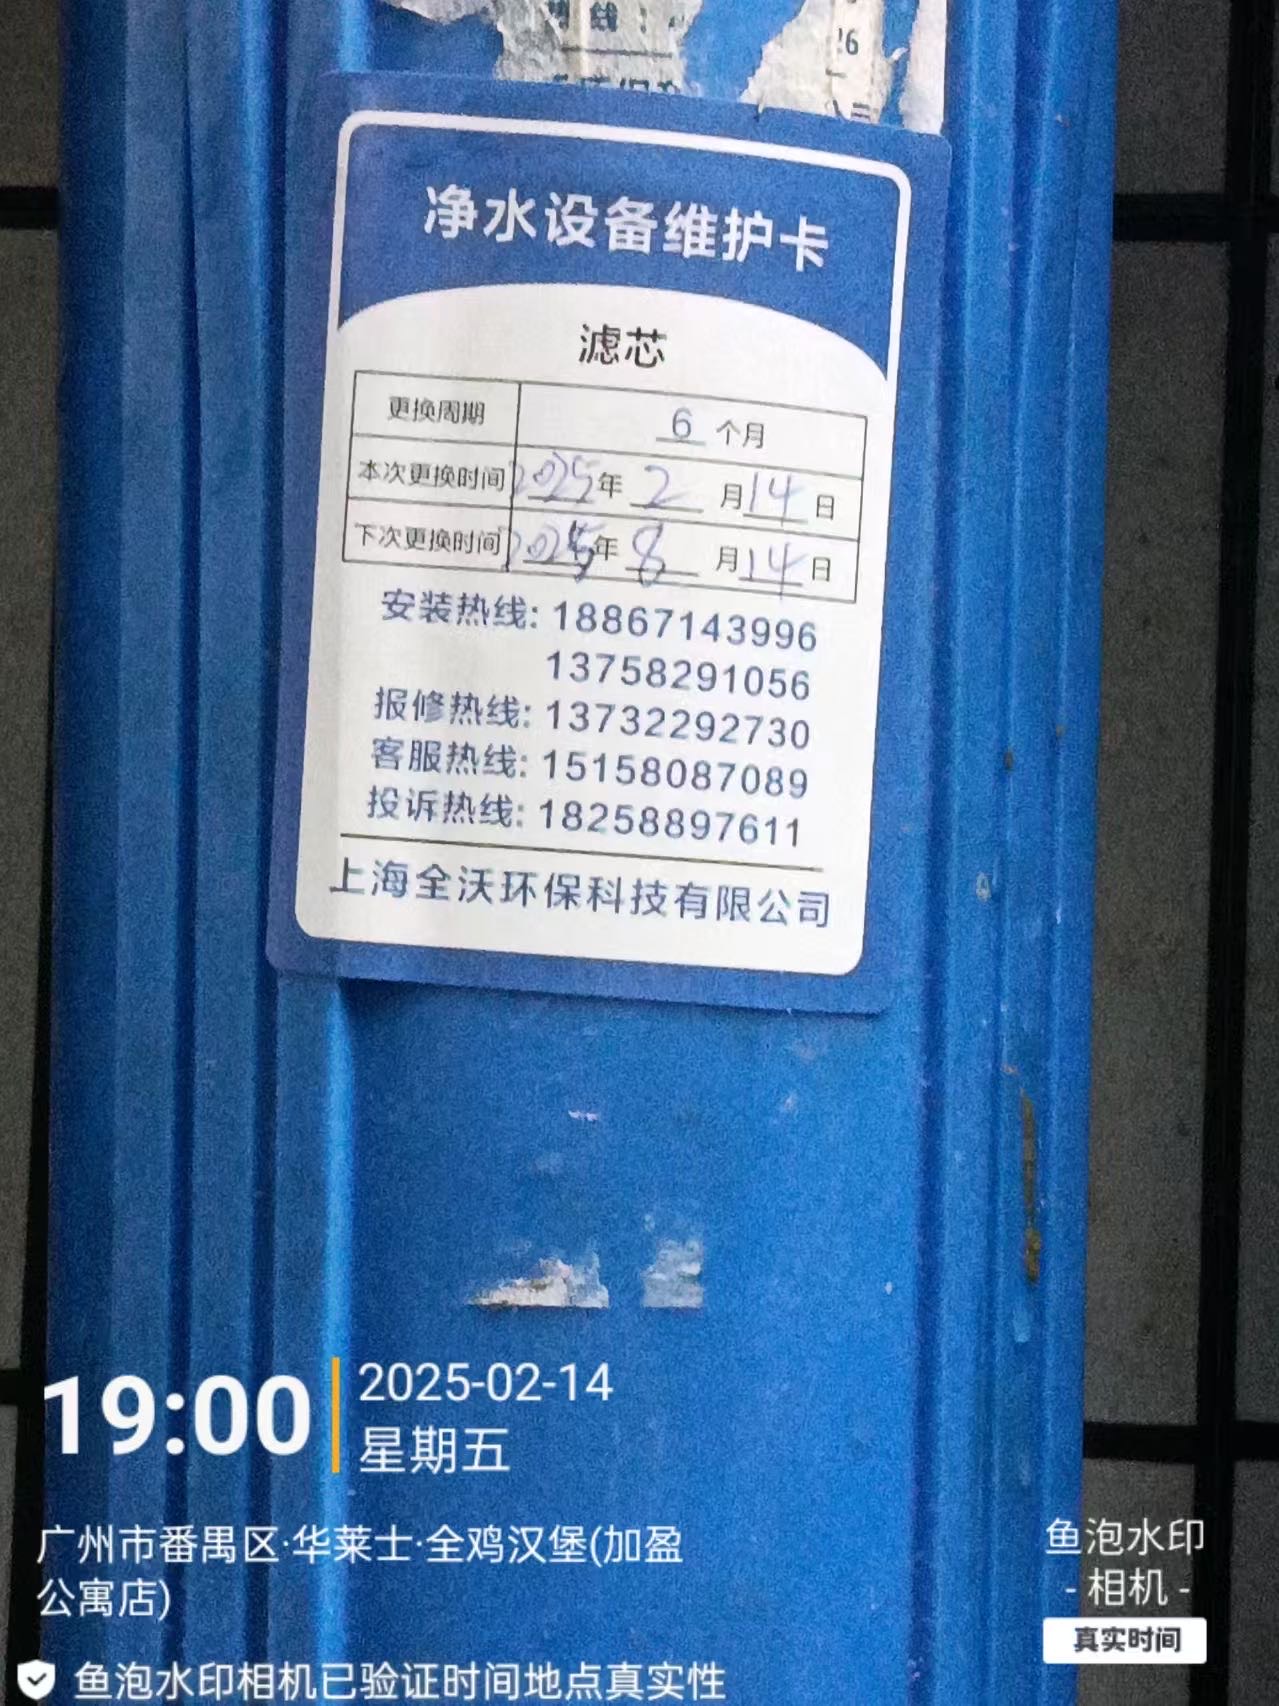 线：
26
净水设备维护卡
滤芯
更换周期 6 个月
本次更换时间 2025年 2 月 14 日
下次更换时间 2025年 8 月 14 日
安装热线: 18867143996
13758291056
报修热线: 13732292730
客服热线: 15158087089
投诉热线: 18258897611
上海全沃环保科技有限公司
19:00
2025-02-14
星期五
广州市番禺区·华莱士·全鸡汉堡(加盈
公寓店)
鱼泡水印相机已验证时间地点真实性
鱼泡水印
- 相机 -
真实时间